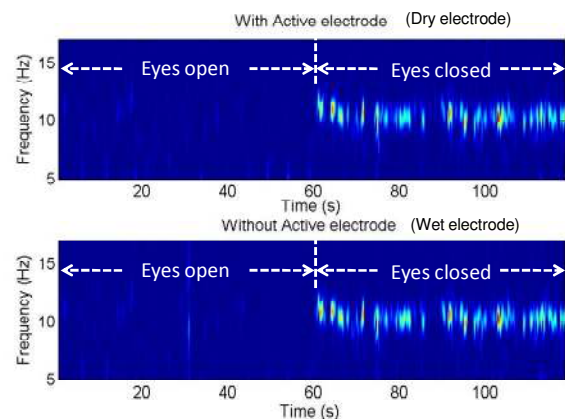 With Active electrode (Dry electrode)
15
10
5
Frequency (Hz)
Eyes open
Eyes closed
20 40 60 80 100
Time (s)
Without Active electrode (Wet electrode)
15
10
5
Frequency (Hz)
Eyes open
Eyes closed
20 40 60 80 100
Time (s)